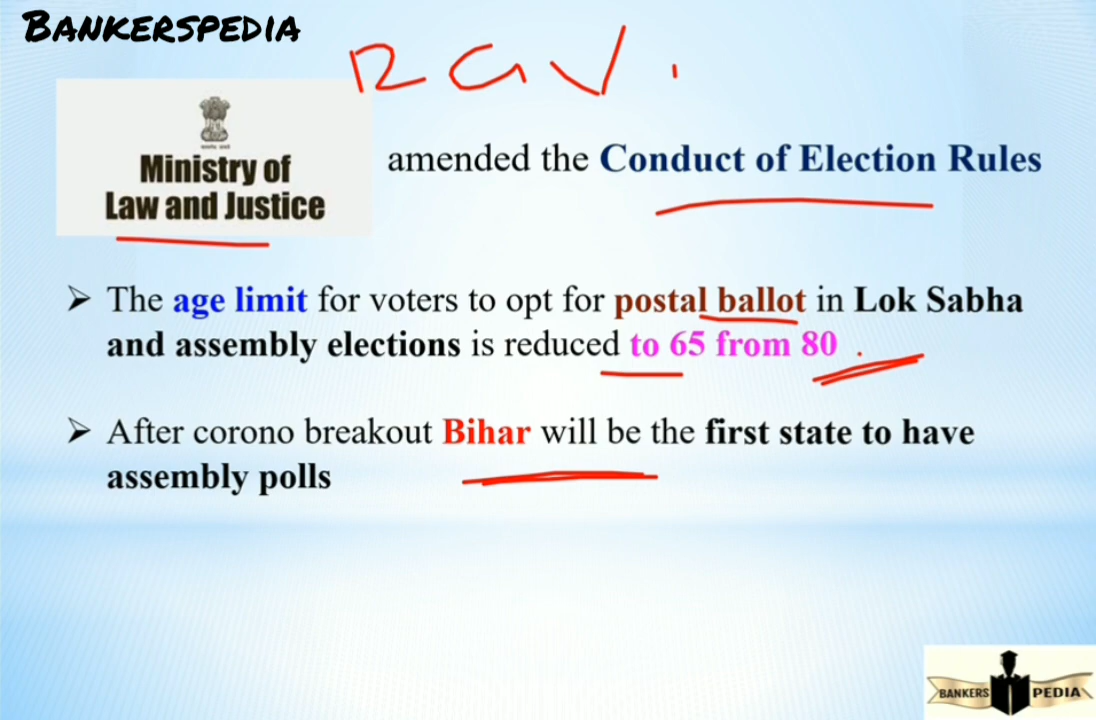 BANKERSPEDIA
RGV.
Ministry of
Law and Justice
amended the Conduct of Election Rules
➢ The age limit for voters to opt for postal ballot in Lok Sabha
and assembly elections is reduced to 65 from 80 .
➢ After corono breakout Bihar will be the first state to have
assembly polls
BANKERS PEDIA